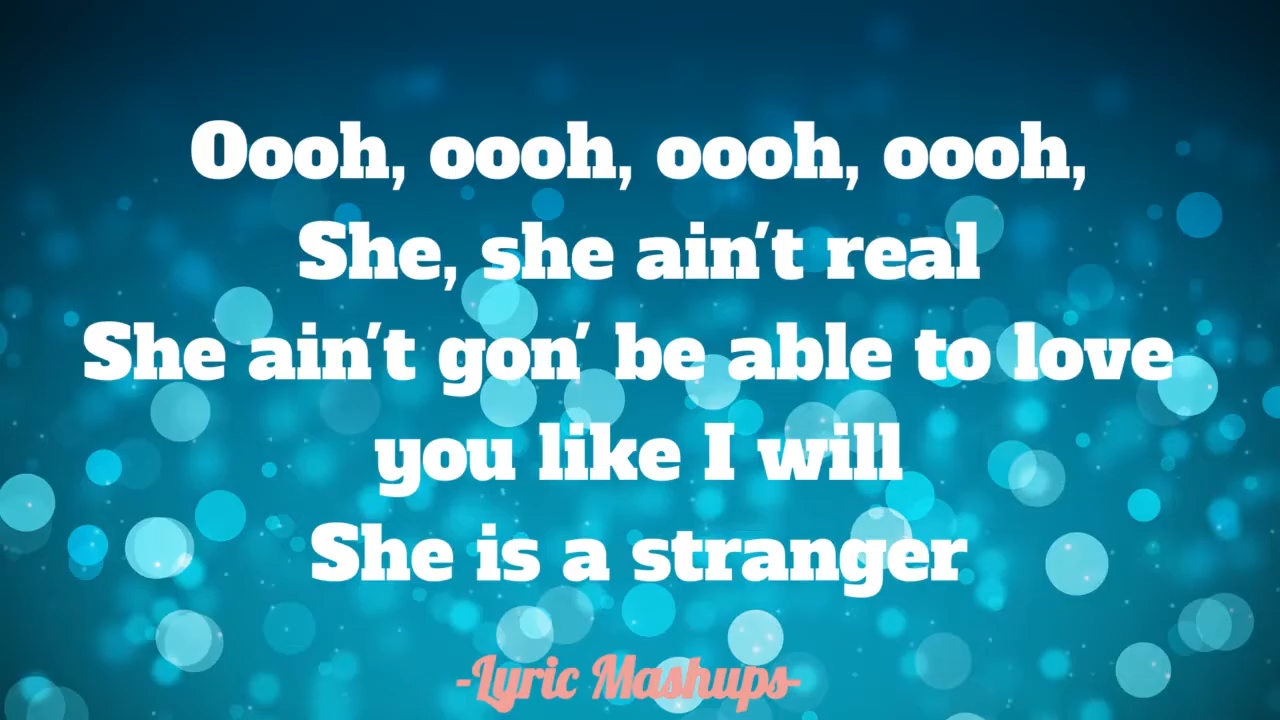 Oooh, oooh, oooh, oooh,
She, she ain't real
She ain't gon' be able to love
you like I will
She is a stranger
-Lyric Mashups-